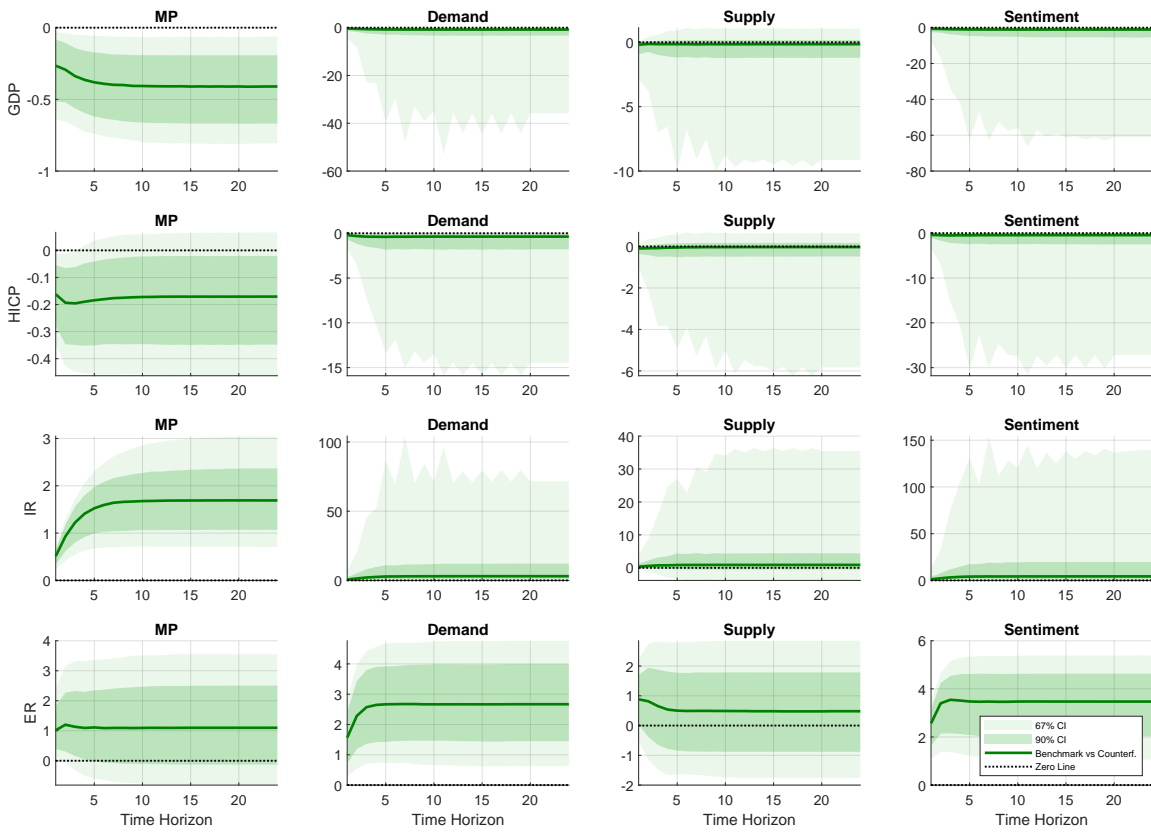 MP
Demand
Supply
Sentiment
GDP
0
-0.5
-1
5 10 15 20
0
-20
-40
-60
5 10 15 20
0
-5
-10
5 10 15 20
0
-20
-40
-60
-80
5 10 15 20
MP
Demand
Supply
Sentiment
HICP
0
-0.1
-0.2
-0.3
-0.4
5 10 15 20
0
-5
-10
-15
5 10 15 20
0
-2
-4
-6
5 10 15 20
0
-10
-20
-30
5 10 15 20
MP
Demand
Supply
Sentiment
IR
3
2
1
0
5 10 15 20
100
50
0
5 10 15 20
40
30
20
10
0
5 10 15 20
150
100
50
0
5 10 15 20
MP
Demand
Supply
Sentiment
ER
4
3
2
1
0
5 10 15 20
Time Horizon
4
3
2
1
0
5 10 15 20
Time Horizon
2
1
0
-1
-2
5 10 15 20
Time Horizon
6
4
2
0
5 10 15 20
Time Horizon
67% CI
90% CI
Benchmark vs Counterf.
Zero Line